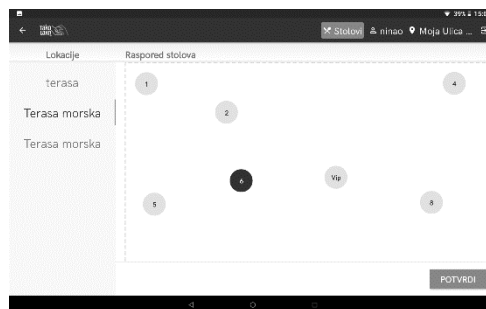 39% 15:
Stolovi ninao Moja Ulica ...
Lokacije Raspored stolova
terasa
Terasa morska
Terasa morska
1
4
2
6
Vip
5
8
POTVRDI